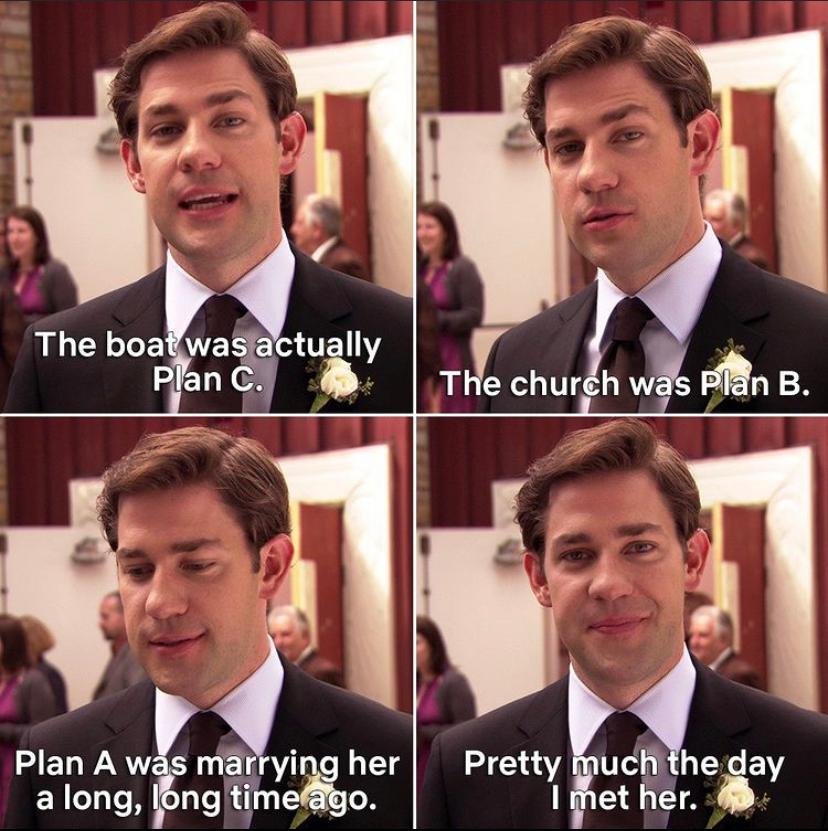 The boat was actually
Plan C.
The church was Plan B.
Plan A was marrying her
a long, long time ago.
Pretty much the day
I met her.